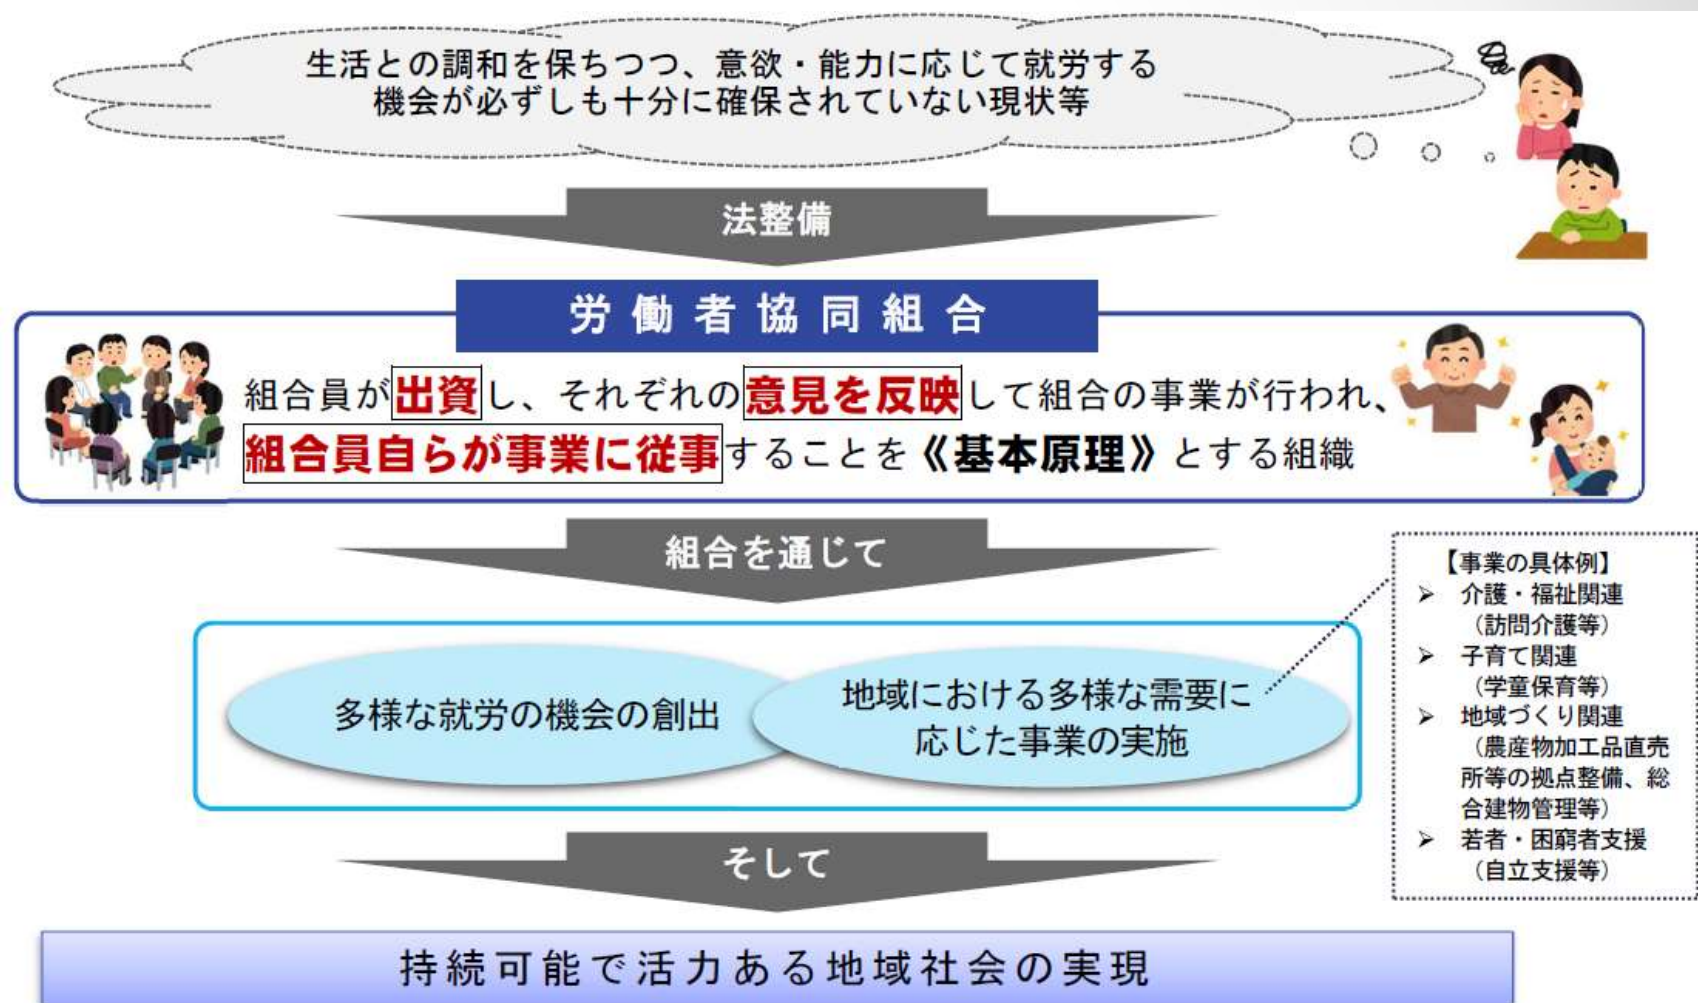 生活との調和を保ちつつ、意欲・能力に応じて就労する
機会が必ずしも十分に確保されていない現状等
法整備
労働者協同組合
組合員が出資し、それぞれの意見を反映して組合の事業が行われ、
組合員自らが事業に従事することを《基本原理》とする組織
組合を通じて
多様な就労の機会の創出
地域における多様な需要に
応じた事業の実施
【事業の具体例】
➢ 介護・福祉関連
（訪問介護等）
➢ 子育て関連
（学童保育等）
➢ 地域づくり関連
（農産物加工品直売
所等の拠点整備、総
合建物管理等）
➢ 若者・困窮者支援
（自立支援等）
そして
持続可能で活力ある地域社会の実現